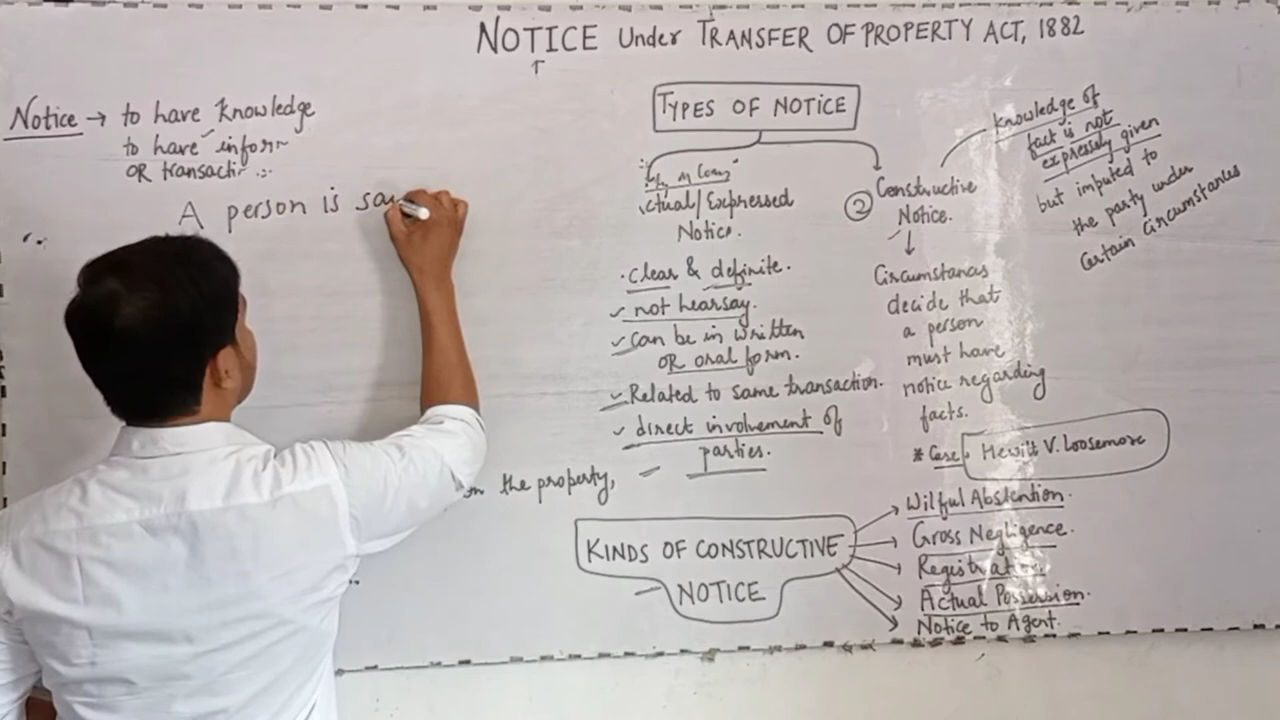 NOTICE Under TRANSFER OF PROPERTY ACT, 1882
Notice → to have knowledge
to have inform
OR transacti
A person is sa
on the property,
TYPES OF NOTICE
ctual/Expressed
Notice.
· clear & definite.
✓ not hearsay.
✓ can be in written
OR oral form.
✓ Related to same transaction.
✓ direct involvement of
parties.
② Constructive
Notice.
Circumstances
decide that
a person
must have
notice regarding
facts.
* Case: Hewitt V. Loosemore
knowledge of
fact is not
expressely given
but imputed to
the party under
Certain Circumstances
KINDS OF CONSTRUCTIVE
NOTICE
Wilful Abstention.
Gross Negligence.
Registration.
Actual Possession.
Notice to Agent.